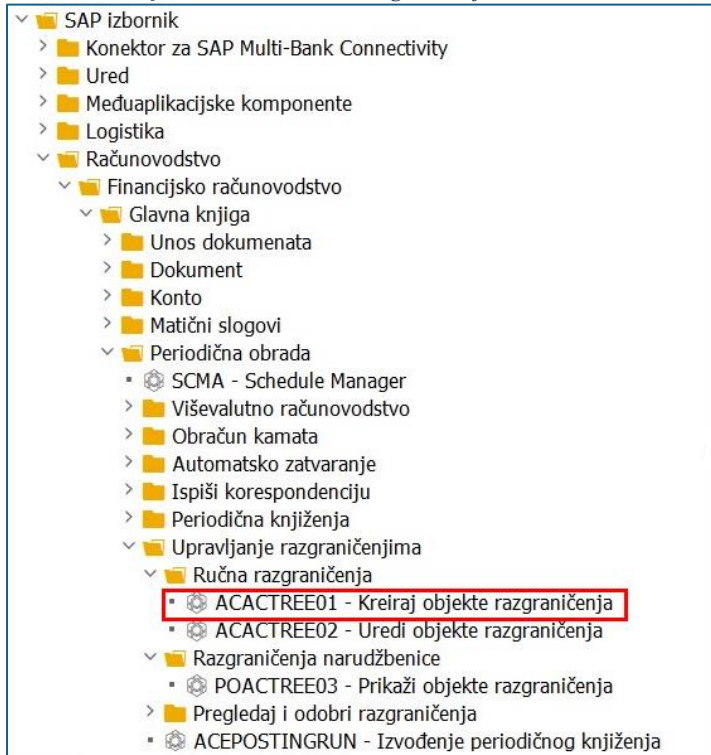 SAP izbornik
Konektor za SAP Multi-Bank Connectivity
Ured
Međuaplikacijske komponente
Logistika
Računovodstvo
Financijsko računovodstvo
Glavna knjiga
Unos dokumenata
Dokument
Konto
Matični slogovi
Periodična obrada
SCMA - Schedule Manager
Viševalutno računovodstvo
Obračun kamata
Automatsko zatvaranje
Ispiši korespondenciju
Periodična knjiženja
Upravljanje razgraničenjima
Ručna razgraničenja
ACACTREE01 - Kreiraj objekte razgraničenja
ACACTREE02 - Uredi objekte razgraničenja
Razgraničenja narudžbenice
POACTREE03 - Prikaži objekte razgraničenja
Pregledaj i odobri razgraničenja
ACEPOSTINGRUN - Izvođenje periodičnog knjiženja